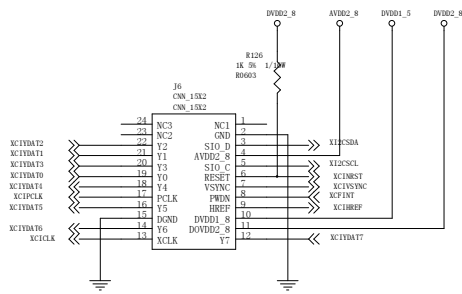 DVDD2_8 AVDD2_8 DVDD1_5 DVDD2_8
R126
1K 5% 1/10W
R0603
J6
CNN_15X2
CNN_15X2
24 NC3 NC1 1
23 NC2 GND 2
XCIYDAT2 22 Y2 SIO_D 3 XI2CSDA
XCIYDAT1 21 Y1 AVDD2_8 4
XCIYDAT3 20 Y3 SIO_C 5 XI2CSCL
XCIYDAT0 19 Y0 RESET 6 XCINRST
XCIYDAT4 18 Y4 VSYNC 7 XCIVSYNC
XCIPCLK 17 PCLK PWDN 8 XCFINT
XCIYDAT5 16 Y5 HREF 9 XCIHREF
15 DGND DVDD1_5 10
XCIYDAT6 14 Y6 DOVDD2_8 11
XCICLK 13 XCLK Y7 12 XCIYDAT7